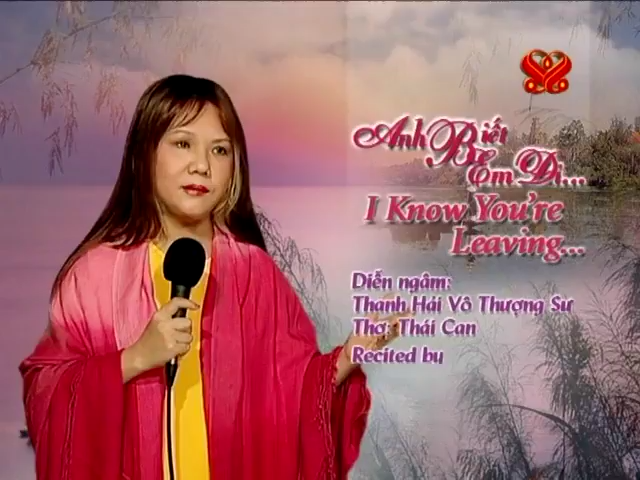 Anh Biết
Em Đi...
I Know You're
Leaving...
Diễn ngâm:
Thanh Hải Vô Thượng Sư
Thơ: Thái Can
Recited by